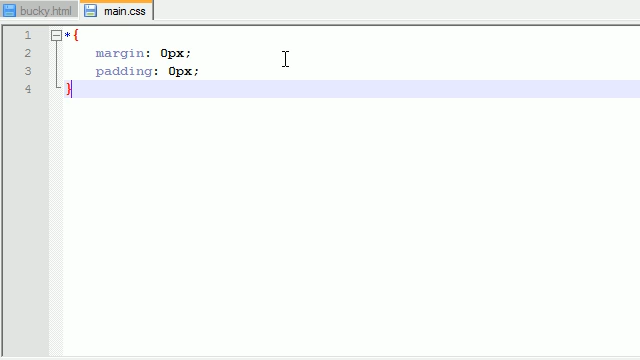 bucky.html main.css
1 *{
2 margin: 0px;
3 padding: 0px;
4 }